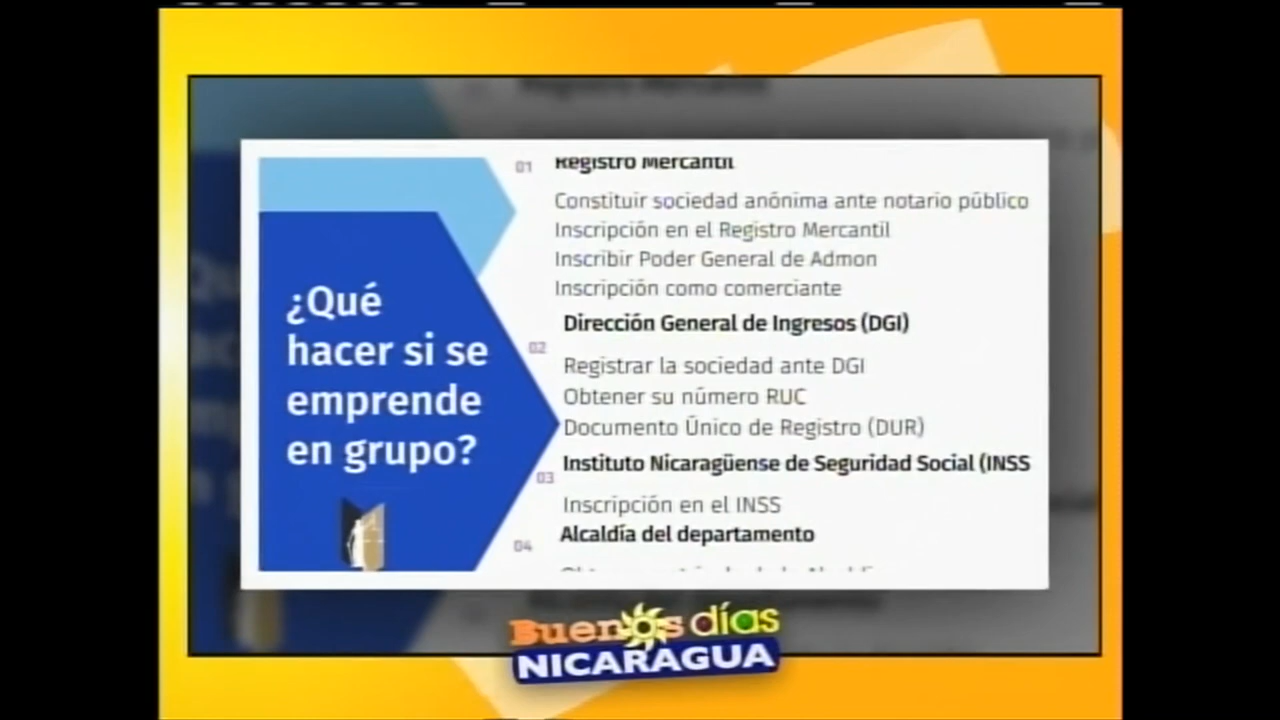 ¿Qué
hacer si se
emprende
en grupo?
01
Registro Mercantil
Constituir sociedad anónima ante notario público
Inscripción en el Registro Mercantil
Inscribir Poder General de Admon
Inscripción como comerciante
02
Dirección General de Ingresos (DGI)
Registrar la sociedad ante DGI
Obtener su número RUC
Documento Único de Registro (DUR)
03
Instituto Nicaragüense de Seguridad Social (INSS
Inscripción en el INSS
04
Alcaldía del departamento
Buenos días
NICARAGUA